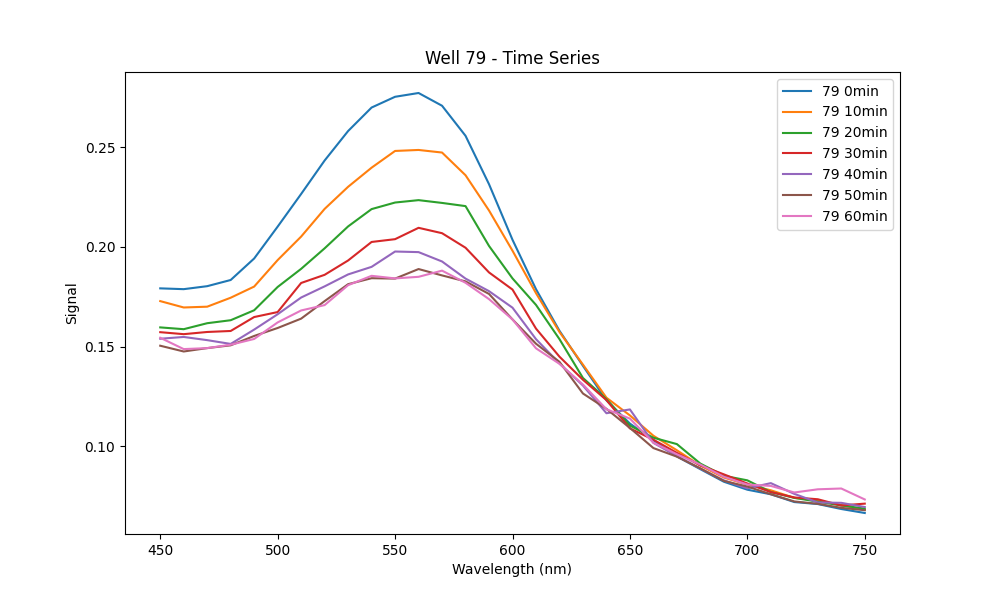 Well 79 - Time Series
79 0min
79 10min
79 20min
79 30min
79 40min
79 50min
79 60min
0.25
0.20
0.15
0.10
Signal
450 500 550 600 650 700 750
Wavelength (nm)